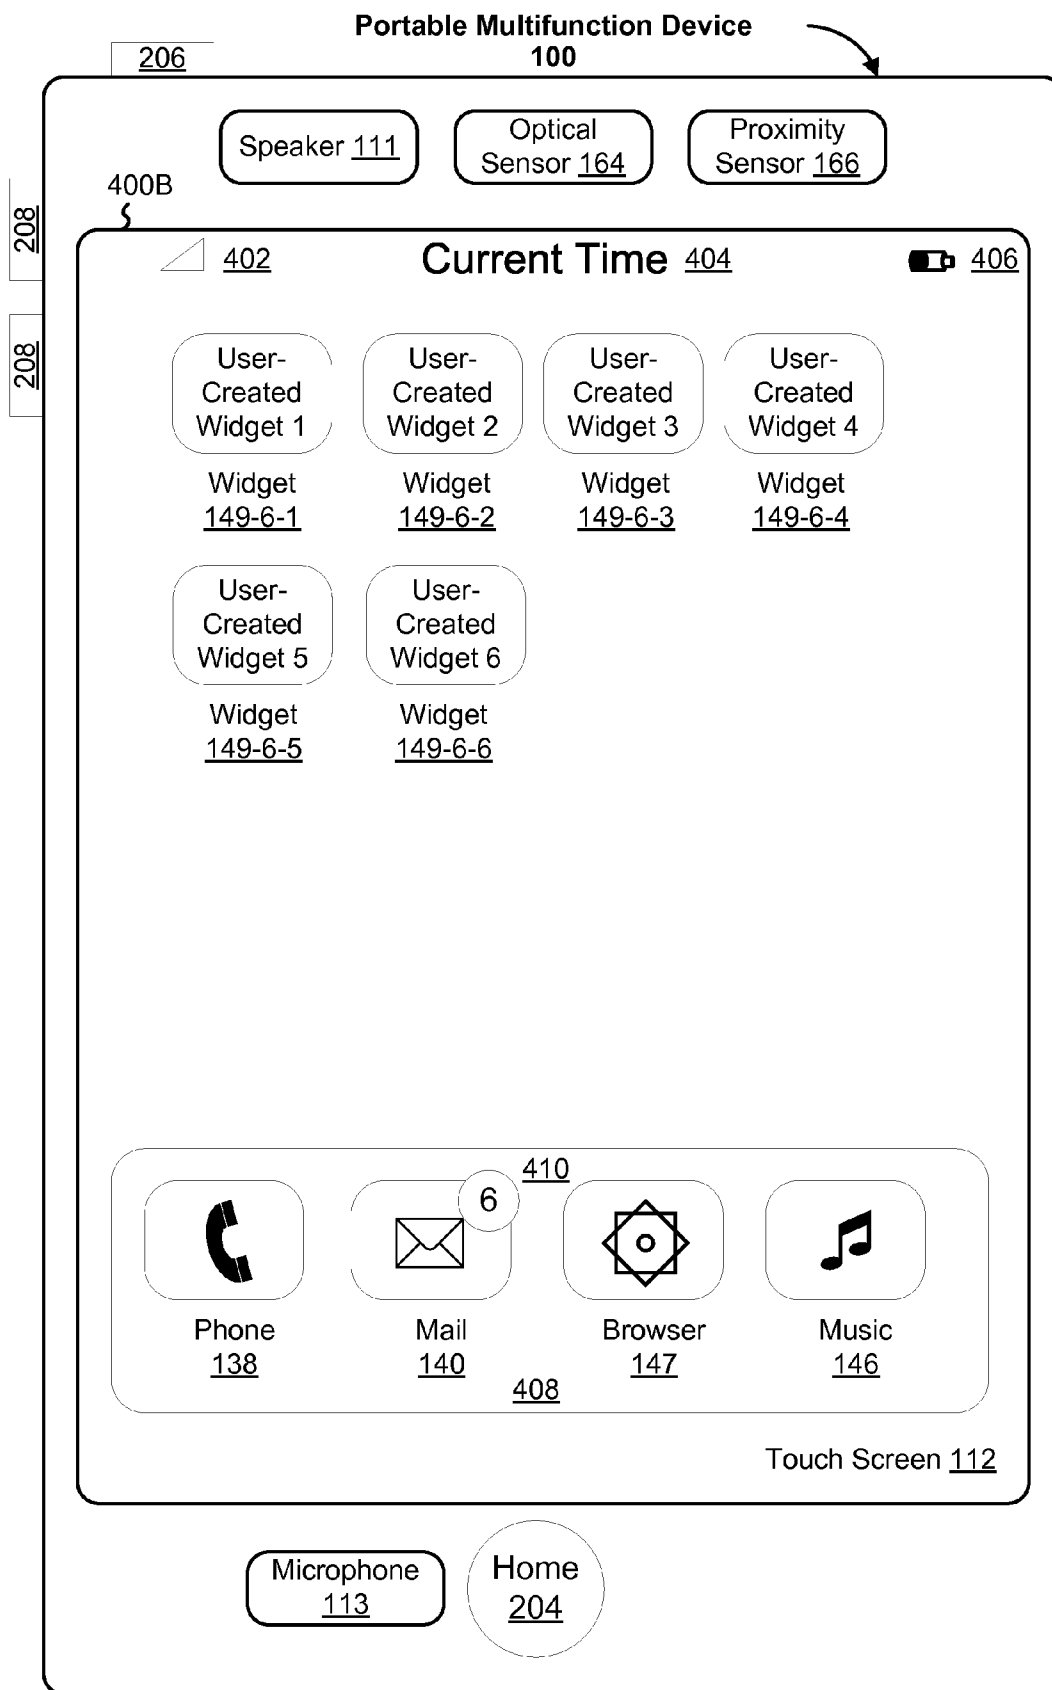 Portable Multifunction Device
100
206
Speaker 111
Optical
Sensor 164
Proximity
Sensor 166
208
400B
402
Current Time 404
406
208
User-
Created
Widget 1
User-
Created
Widget 2
User-
Created
Widget 3
User-
Created
Widget 4
Widget
149-6-1
Widget
149-6-2
Widget
149-6-3
Widget
149-6-4
User-
Created
Widget 5
User-
Created
Widget 6
Widget
149-6-5
Widget
149-6-6
410
6
Phone
138
Mail
140
Browser
147
Music
146
408
Touch Screen 112
Microphone
113
Home
204